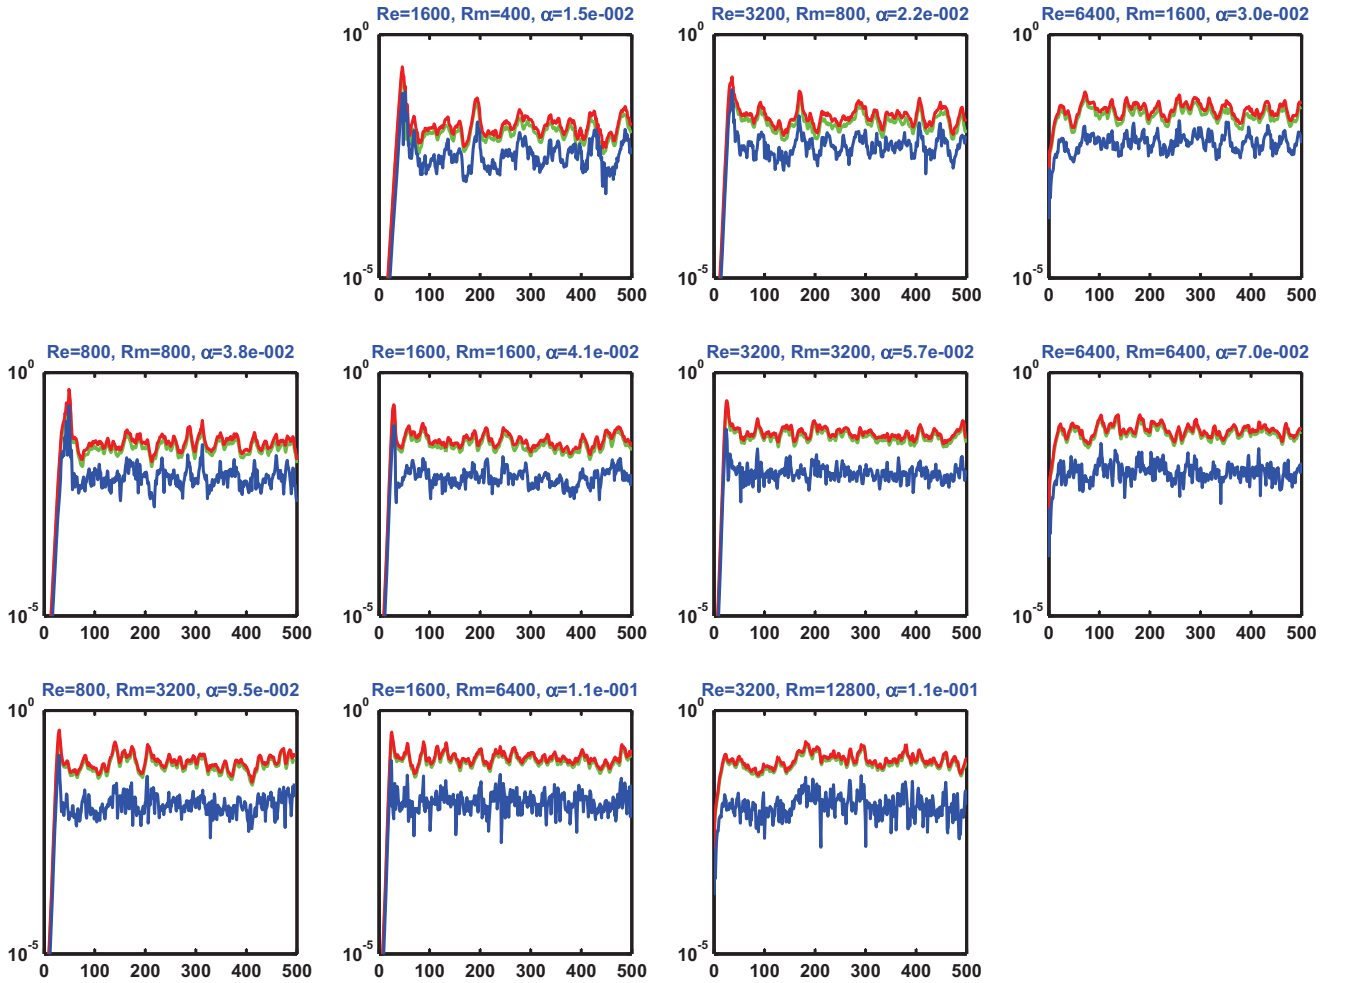 Re=1600, Rm=400, α=1.5e-002
Re=3200, Rm=800, α=2.2e-002
Re=6400, Rm=1600, α=3.0e-002
10^0
10^0
10^0
10^-5
10^-5
10^-5
0 100 200 300 400 500
0 100 200 300 400 500
0 100 200 300 400 500
Re=800, Rm=800, α=3.8e-002
Re=1600, Rm=1600, α=4.1e-002
Re=3200, Rm=3200, α=5.7e-002
Re=6400, Rm=6400, α=7.0e-002
10^0
10^0
10^0
10^0
10^-5
10^-5
10^-5
10^-5
0 100 200 300 400 500
0 100 200 300 400 500
0 100 200 300 400 500
0 100 200 300 400 500
Re=800, Rm=3200, α=9.5e-002
Re=1600, Rm=6400, α=1.1e-001
Re=3200, Rm=12800, α=1.1e-001
10^0
10^0
10^0
10^-5
10^-5
10^-5
0 100 200 300 400 500
0 100 200 300 400 500
0 100 200 300 400 500